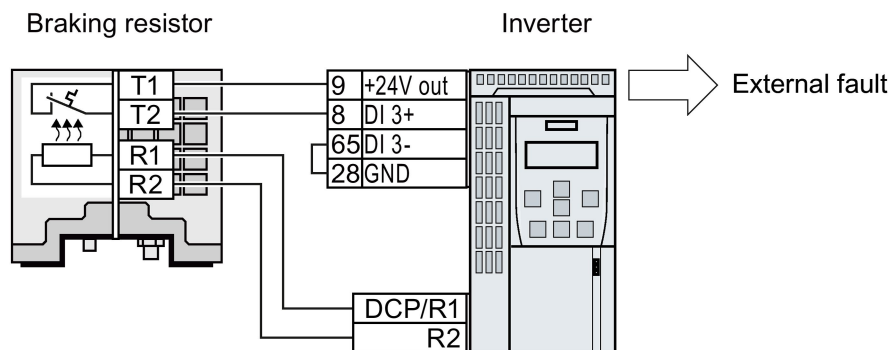 Braking resistor
Inverter
T1
T2
R1
R2
9 +24V out
8 DI 3+
65 DI 3-
28 GND
External fault
DCP/R1
R2